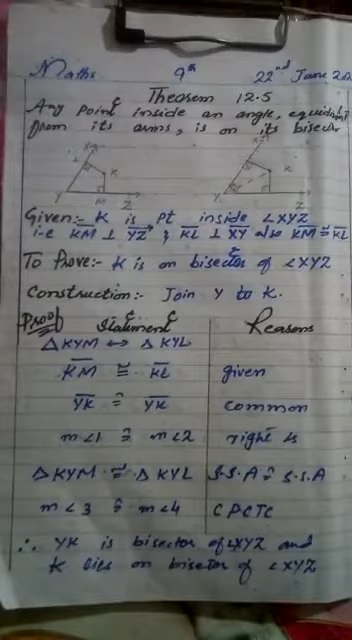 Maths 9th 22nd June
Theorem 12.5
Any point inside an angle, equidistant
from its arms, is on its bisector
X X
L K L K
Y M Z Y M Z
Given:- K is pt inside ∠XYZ
i.e KM ⊥ YZ & KL ⊥ XY also KM ≅ KL
To Prove:- K is on bisector of ∠XYZ
Construction:- Join Y to K.
Proof Statement Reasons
ΔKYM ↔ ΔKYL
KM ≅ KL given
YK ≅ YK common
m∠1 ≅ m∠2 right ∠s
ΔKYM ≅ ΔKYL S.S.A ≅ S.S.A
m∠3 ≅ m∠4 CPCTC
∴ YK is bisector of ∠XYZ and
K lies on bisector of ∠XYZ